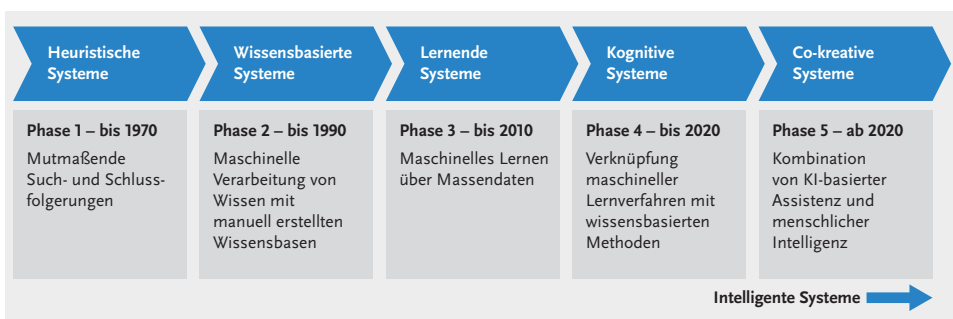 Heuristische
Systeme
Wissensbasierte
Systeme
Lernende
Systeme
Kognitive
Systeme
Co-kreative
Systeme
Phase 1 – bis 1970
Mutmaßende
Such- und Schluss-
folgerungen
Phase 2 – bis 1990
Maschinelle
Verarbeitung von
Wissen mit
manuell erstellten
Wissensbasen
Phase 3 – bis 2010
Maschinelles Lernen
über Massendaten
Phase 4 – bis 2020
Verknüpfung
maschineller
Lernverfahren mit
wissensbasierten
Methoden
Phase 5 – ab 2020
Kombination
von KI-basierter
Assistenz und
menschlicher
Intelligenz
Intelligente Systeme